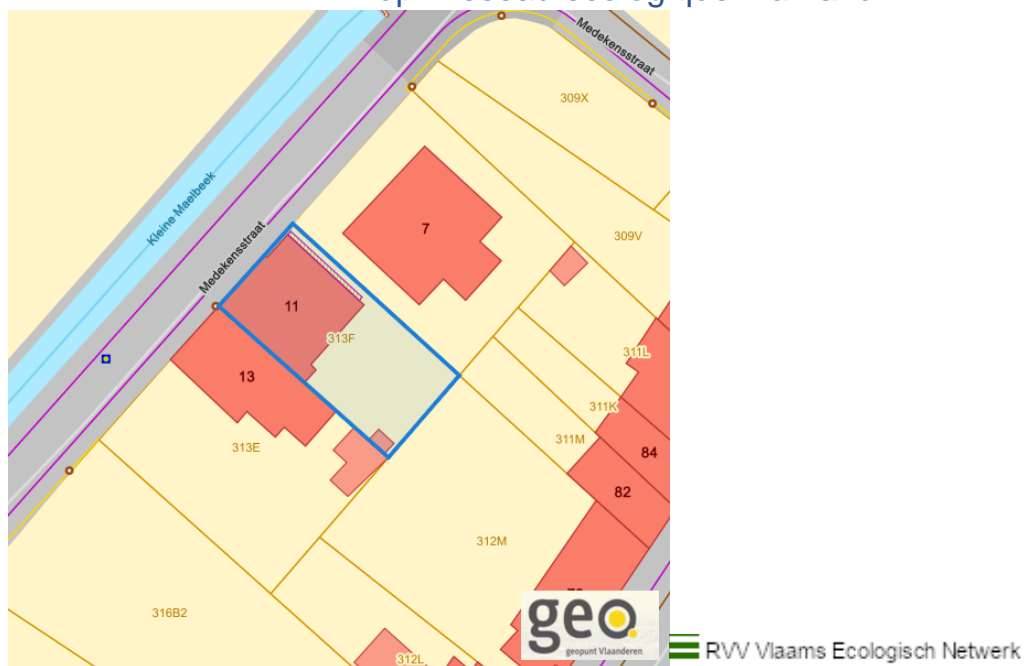 Medekensstraat
309X
Kleine Maelbeek
7
309V
Medekensstraat
11
313F
311L
13
311K
313E
311M
84
82
312M
geo
geopunt Vlaanderen
316B2
312L
RVV Vlaams Ecologisch Netwerk